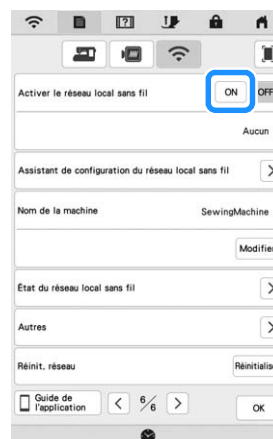 Activer le réseau local sans fil ON OFF
Aucun
Assistant de configuration du réseau local sans fil
Nom de la machine SewingMachine
Modifie
État du réseau local sans fil
Autres
Réinit, réseau Réinitialise
Guide de
l'application 6/6 OK